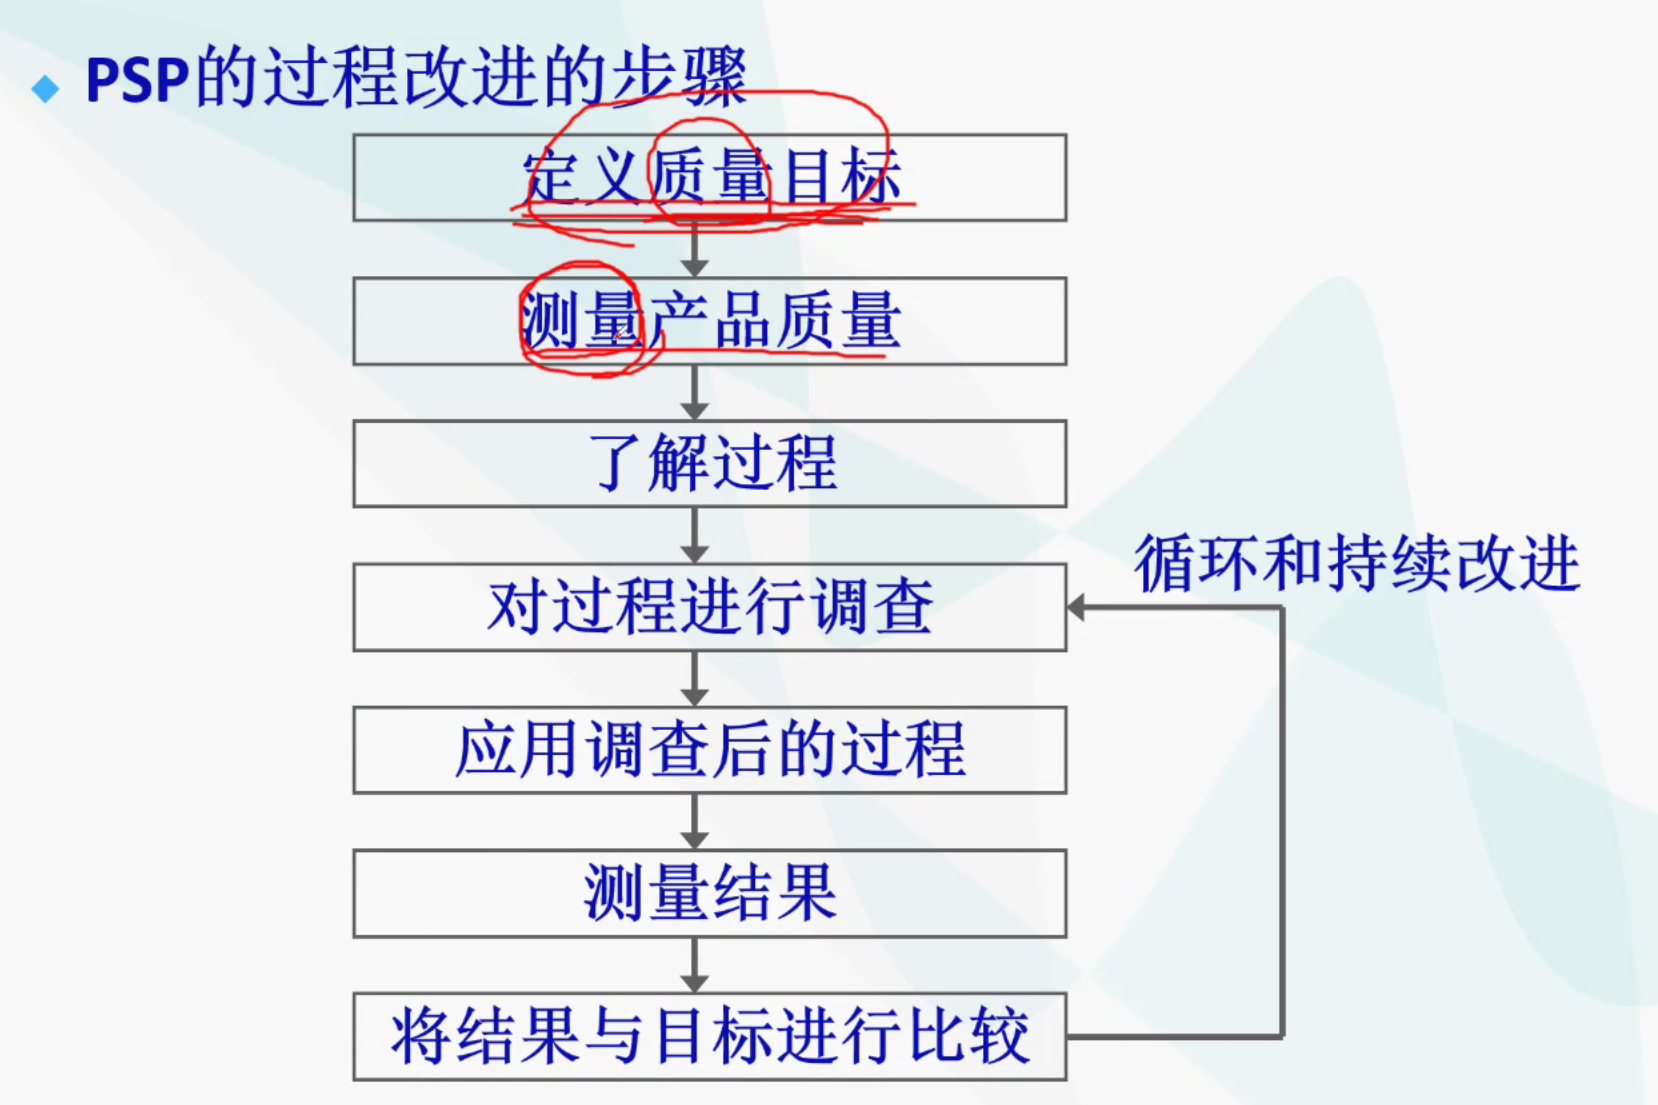 PSP的过程改进的步骤
定义质量目标
测量产品质量
了解过程
对过程进行调查
循环和持续改进
应用调查后的过程
测量结果
将结果与目标进行比较